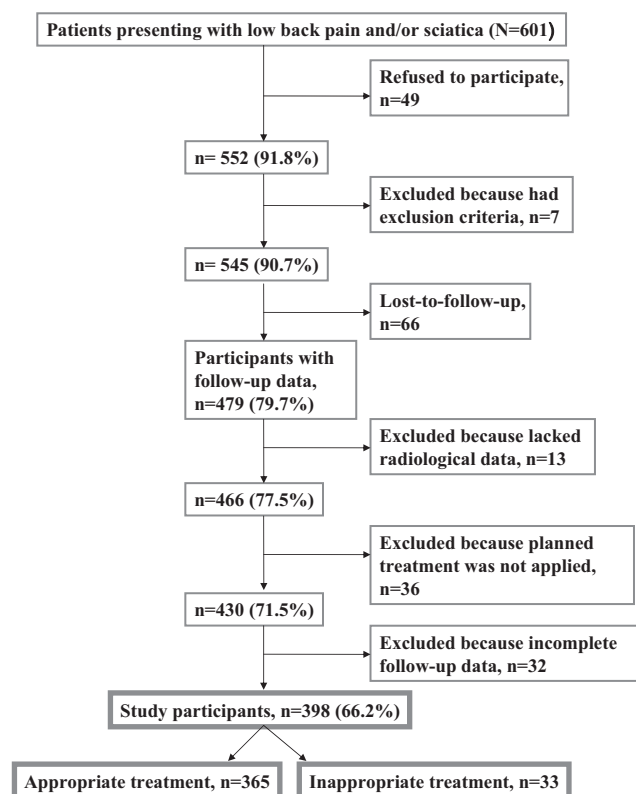 Patients presenting with low back pain and/or sciatica (N=601)
Refused to participate,
n=49
n= 552 (91.8%)
Excluded because had
exclusion criteria, n=7
n= 545 (90.7%)
Lost-to-follow-up,
n=66
Participants with
follow-up data,
n=479 (79.7%)
Excluded because lacked
radiological data, n=13
n=466 (77.5%)
Excluded because planned
treatment was not applied,
n=36
n=430 (71.5%)
Excluded because incomplete
follow-up data, n=32
Study participants, n=398 (66.2%)
Appropriate treatment, n=365
Inappropriate treatment, n=33